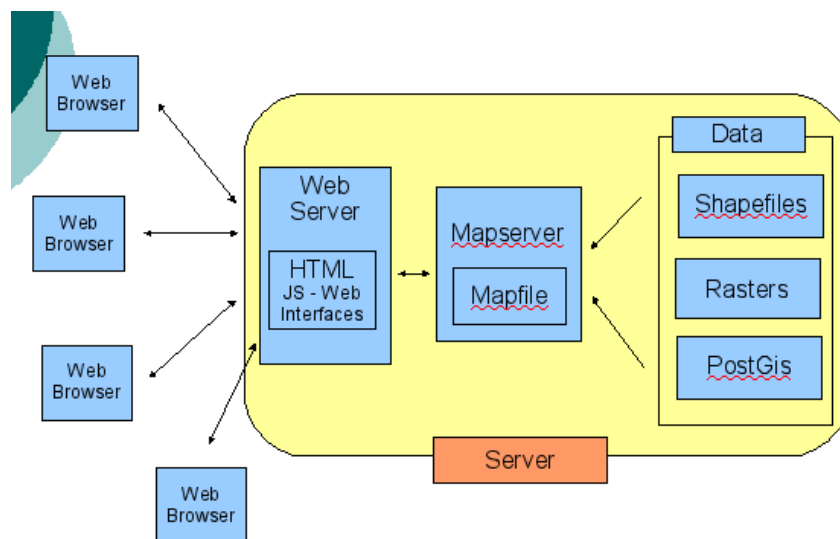 Web
Browser
Web
Browser
Web
Browser
Web
Browser
Web
Server
HTML
JS - Web
Interfaces
Mapserver
Mapfile
Data
Shapefiles
Rasters
PostGis
Server